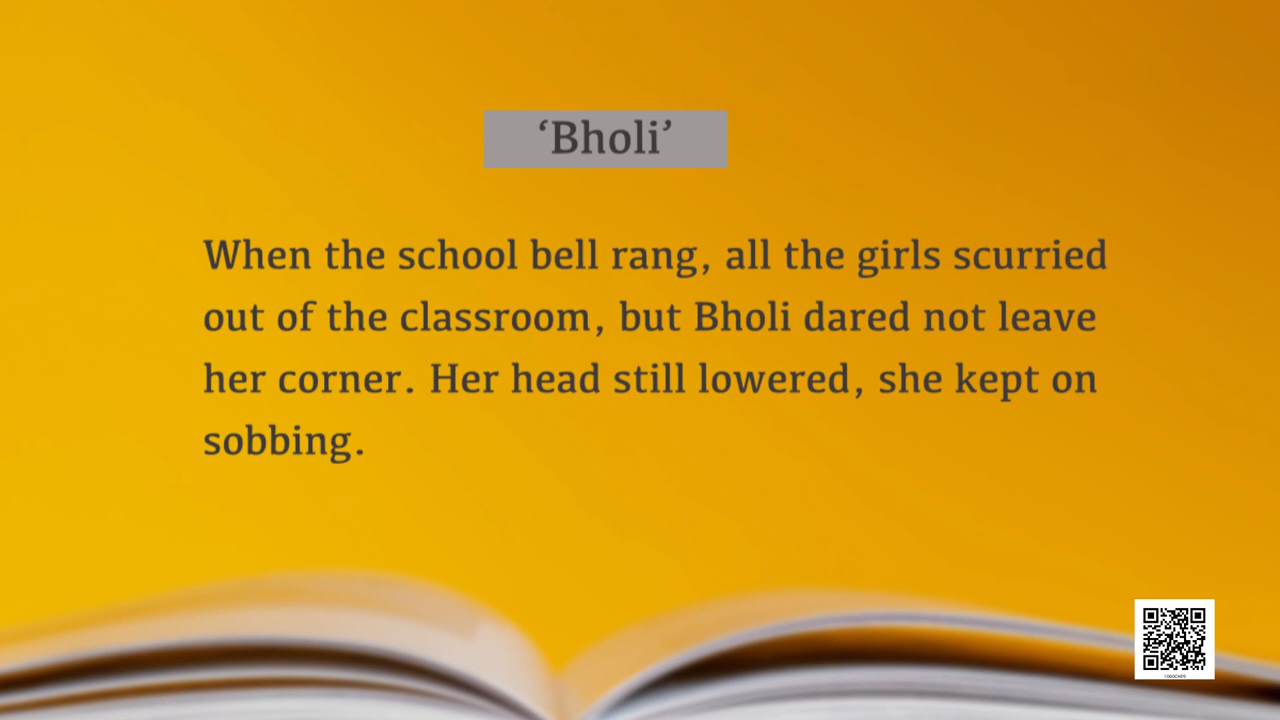 ‘Bholi’
When the school bell rang, all the girls scurried
out of the classroom, but Bholi dared not leave
her corner. Her head still lowered, she kept on
sobbing.